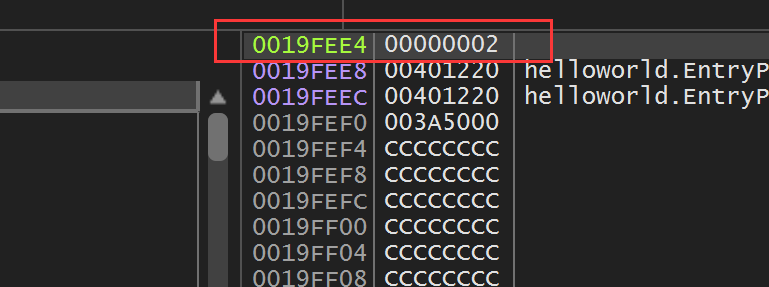 0019FEE4 00000002
0019FEE8 00401220 helloworld.EntryP
0019FEEC 00401220 helloworld.EntryP
0019FEF0 003A5000
0019FEF4 CCCCCCCC
0019FEF8 CCCCCCCC
0019FEFC CCCCCCCC
0019FF00 CCCCCCCC
0019FF04 CCCCCCCC
0019FF08 CCCCCCCC